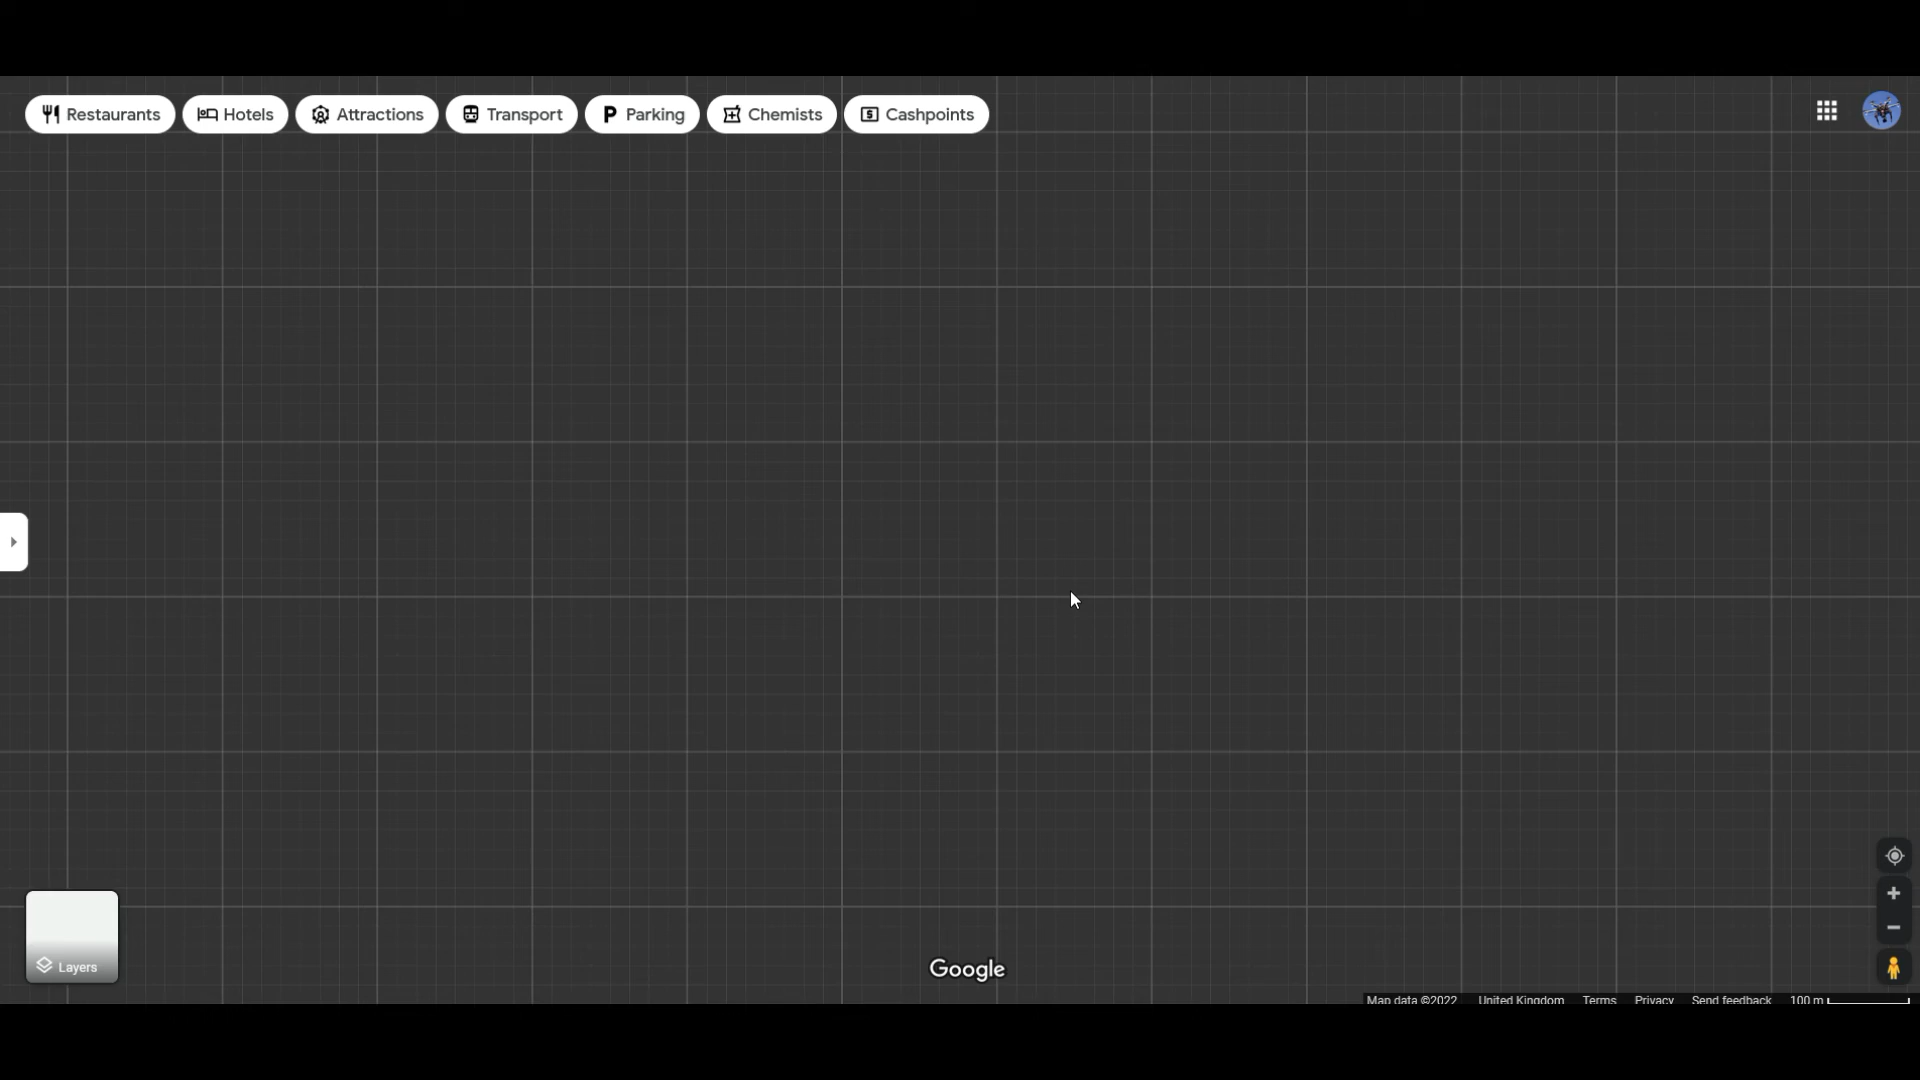 Restaurants
Hotels
Attractions
Transport
P Parking
Chemists
Cashpoints
Layers
Google
Map data ©2022 United Kingdom Terms Privacy Send feedback 100 m